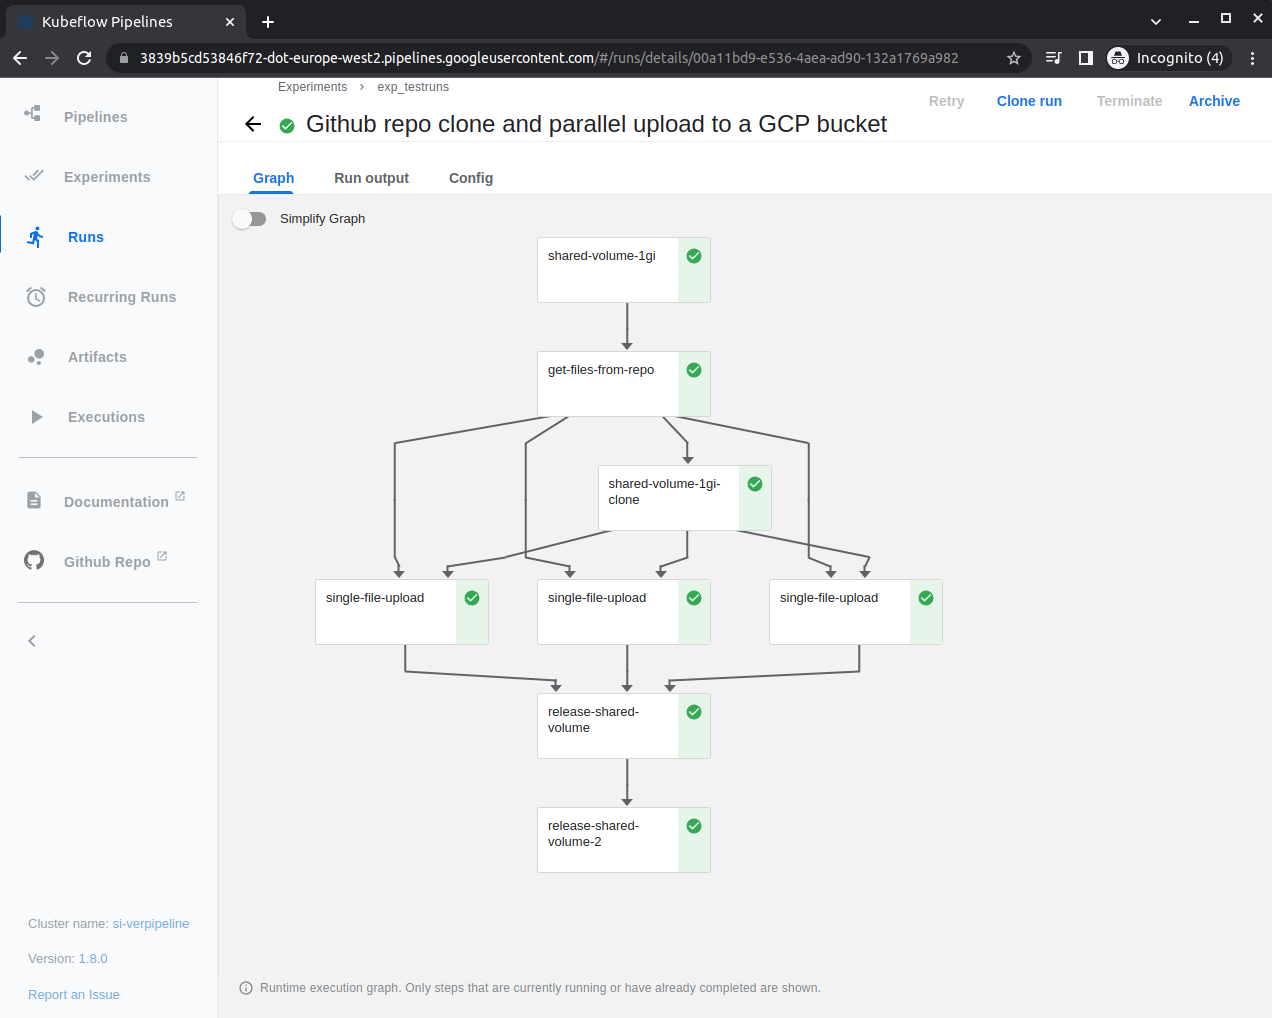 Kubeflow Pipelines
3839b5cd53846f72-dot-europe-west2.pipelines.googleusercontent.com/#/runs/details/00a11bd9-e536-4aea-ad90-132a1769a982
Incognito (4)
Pipelines
Experiments
Runs
Recurring Runs
Artifacts
Executions
Documentation
Github Repo
Cluster name: si-verpipeline
Version: 1.8.0
Report an Issue
Experiments > exp_testruns
Github repo clone and parallel upload to a GCP bucket
Retry
Clone run
Terminate
Archive
Graph
Run output
Config
Simplify Graph
shared-volume-1gi
get-files-from-repo
shared-volume-1gi-
clone
single-file-upload
single-file-upload
single-file-upload
release-shared-
volume
release-shared-
volume-2
Runtime execution graph. Only steps that are currently running or have already completed are shown.